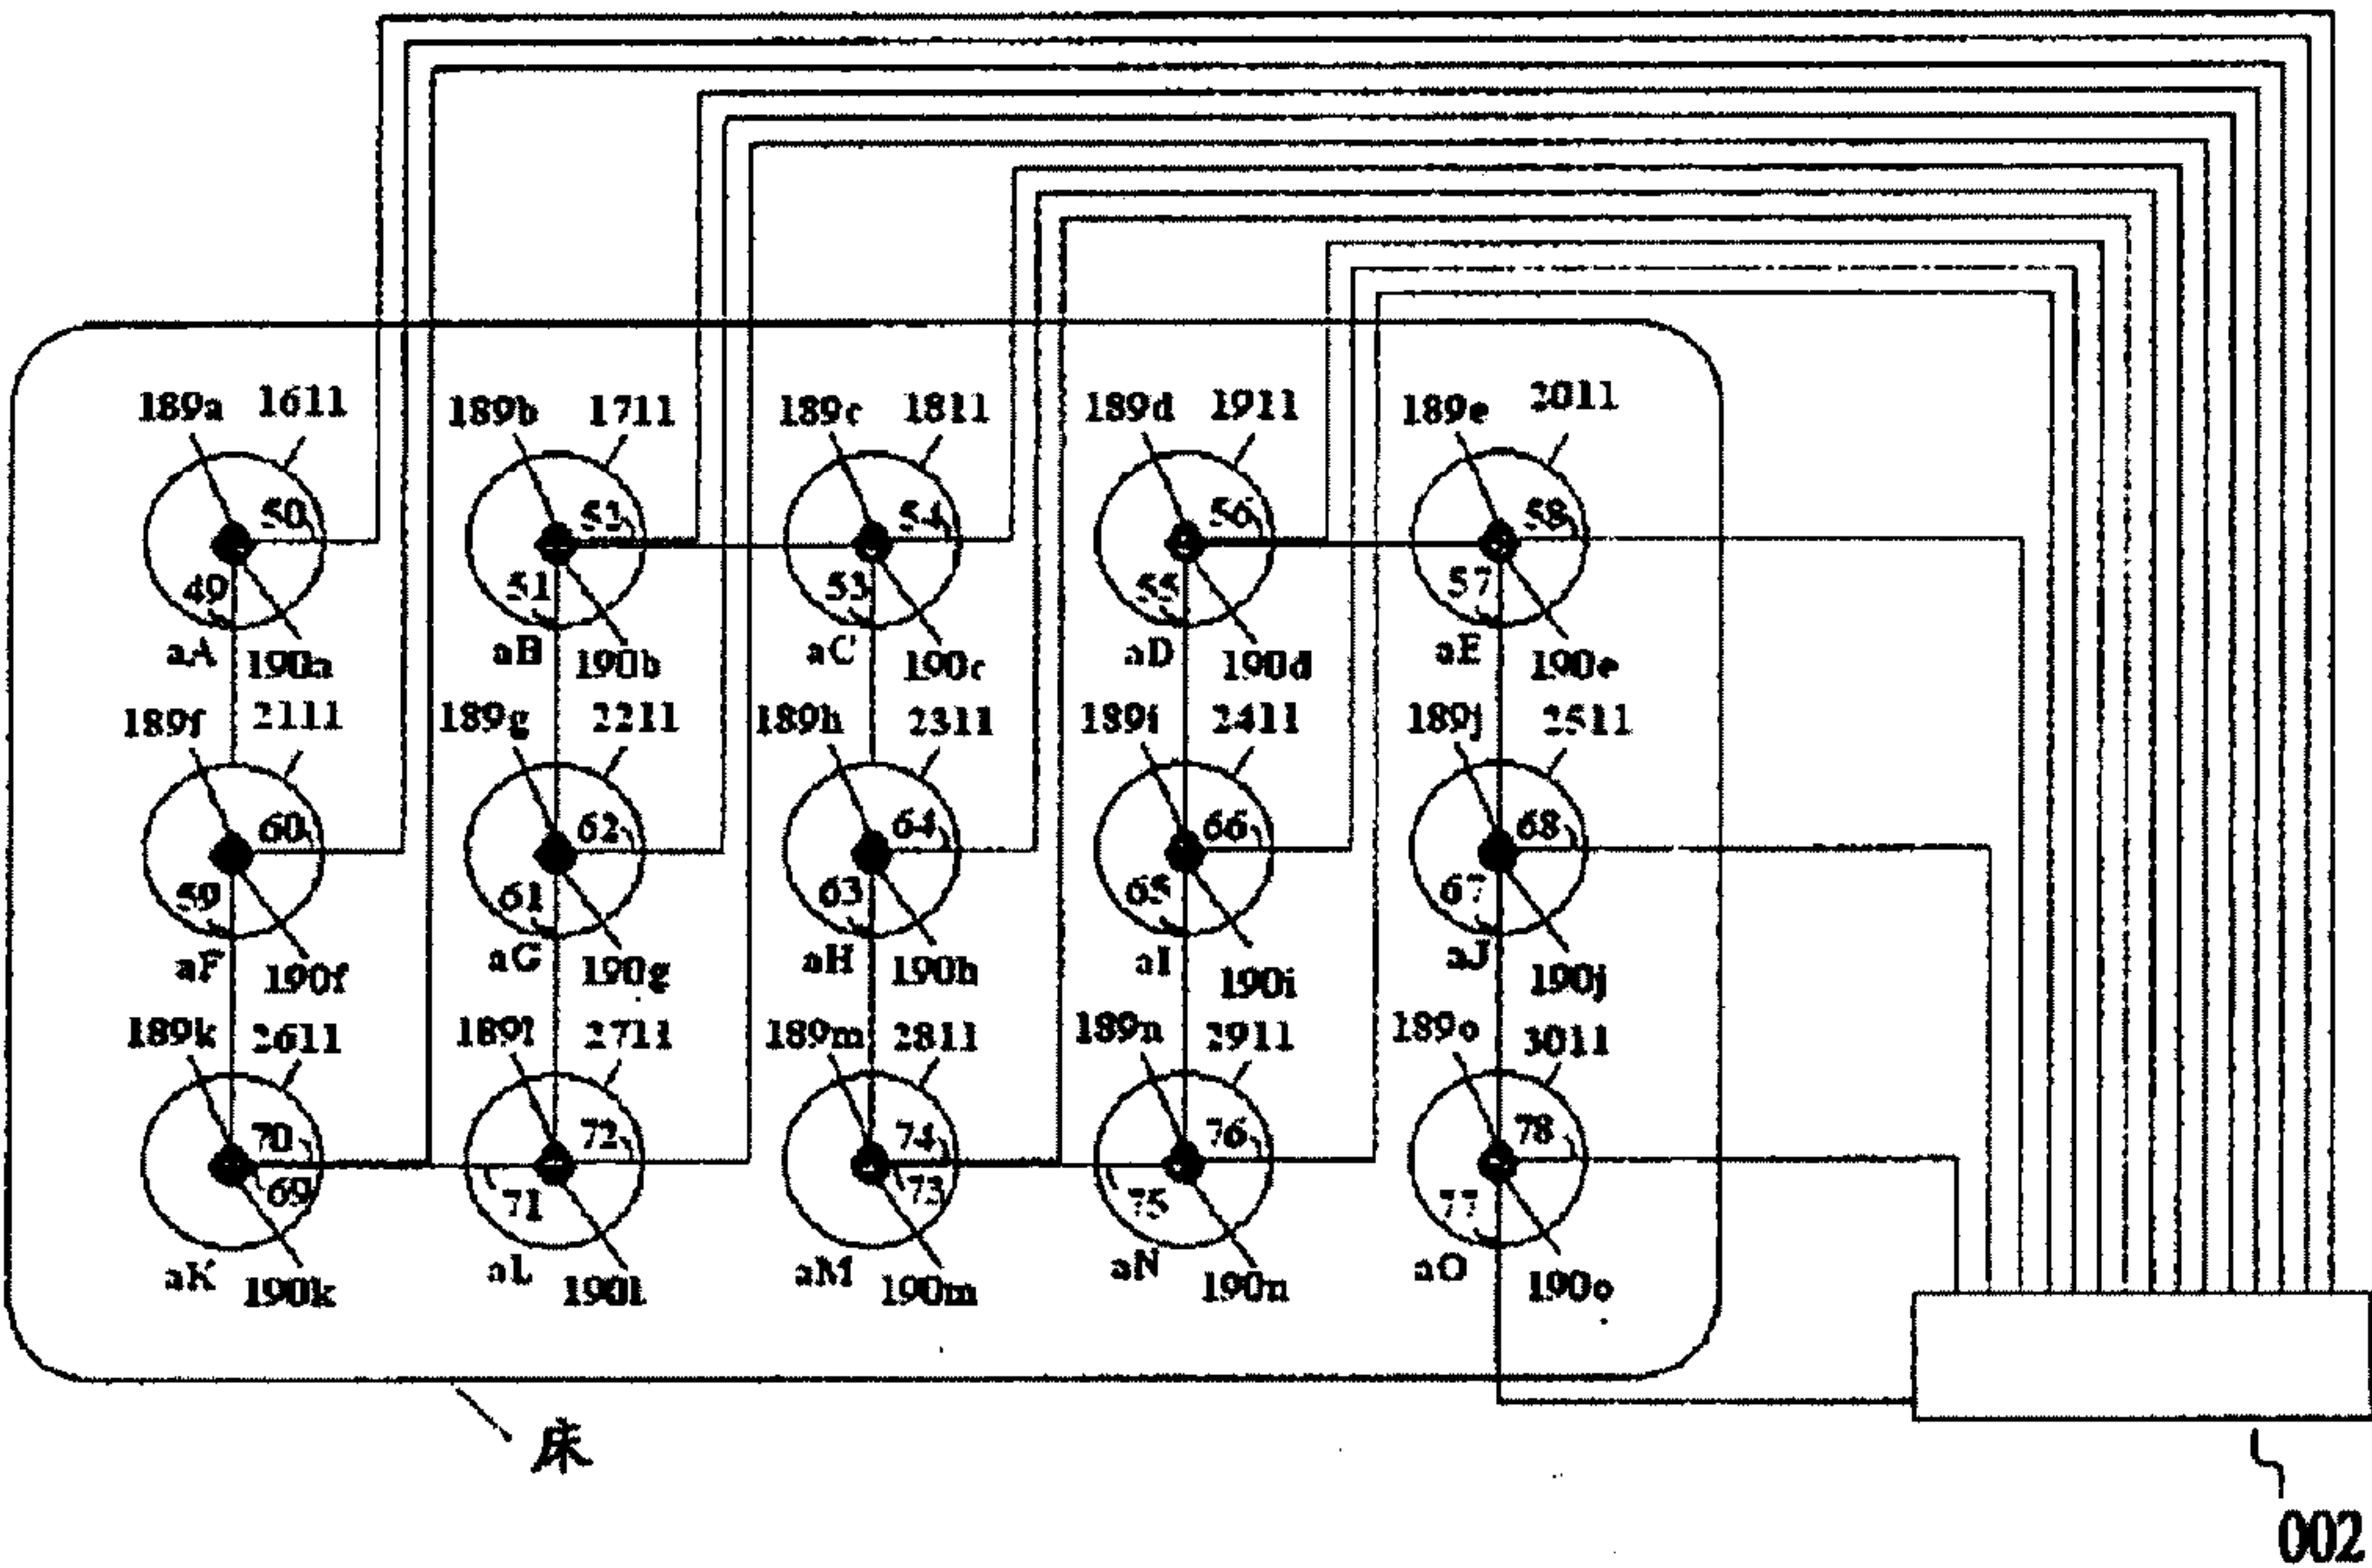 189a 1611 189b 1711 189c 1811 189d 1911 189e 2011
50 52 54 56 58
49 51 53 55 57
aA 190a aB 190b aC 190c aD 190d aE 190e
189f 2111 189g 2211 189h 2311 189i 2411 189j 2511
60 62 64 66 68
59 61 63 65 67
aF 190f aG 190g aH 190h aI 190i aJ 190j
189k 2611 189l 2711 189m 2811 189n 2911 189o 3011
70 72 74 76 78
69 71 73 75 77
aK 190k aL 190l aM 190m aN 190n aO 190o
床
002